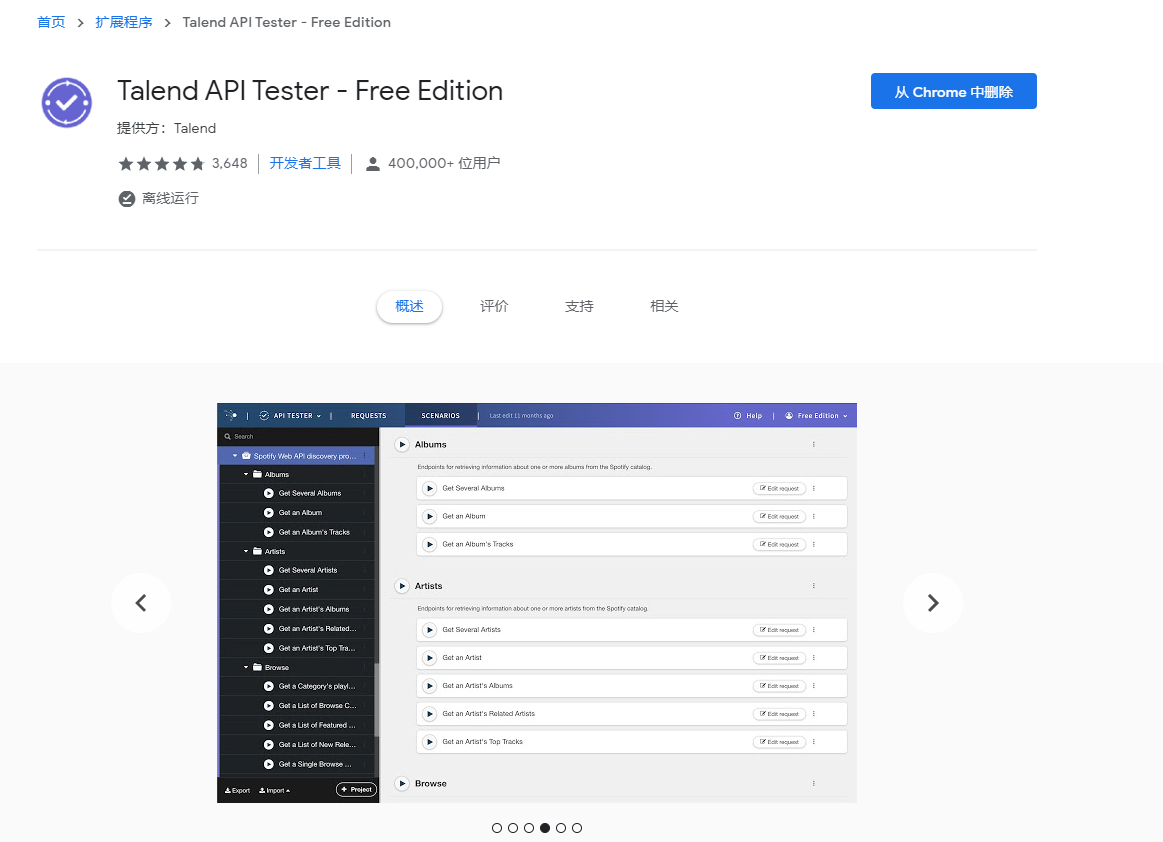 首页 > 扩展程序 > Talend API Tester - Free Edition
Talend API Tester - Free Edition
从 Chrome 中删除
提供方： Talend
3,648 开发者工具 400,000+ 位用户
离线运行
概述 评价 支持 相关
API TESTER | REQUESTS SCENARIOS | Last edit 11 months ago Help | Free Edition
Search
Spotify Web API discovery pro...
Albums
Get Several Albums
Get an Album
Get an Album's Tracks
Artists
Get Several Artists
Get an Artist
Get an Artist's Albums
Get an Artist's Related...
Get an Artist's Top Tra...
Browse
Get a Category's playl...
Get a List of Browse C...
Get a List of Featured ...
Get a List of New Rele...
Get a Single Browse ...
Export Import + Project
Albums
Endpoints for retrieving information about one or more albums from the Spotify catalog.
Get Several Albums Edit request
Get an Album Edit request
Get an Album's Tracks Edit request
Artists
Endpoints for retrieving information about one or more artists from the Spotify catalog.
Get Several Artists Edit request
Get an Artist Edit request
Get an Artist's Albums Edit request
Get an Artist's Related Artists Edit request
Get an Artist's Top Tracks Edit request
Browse